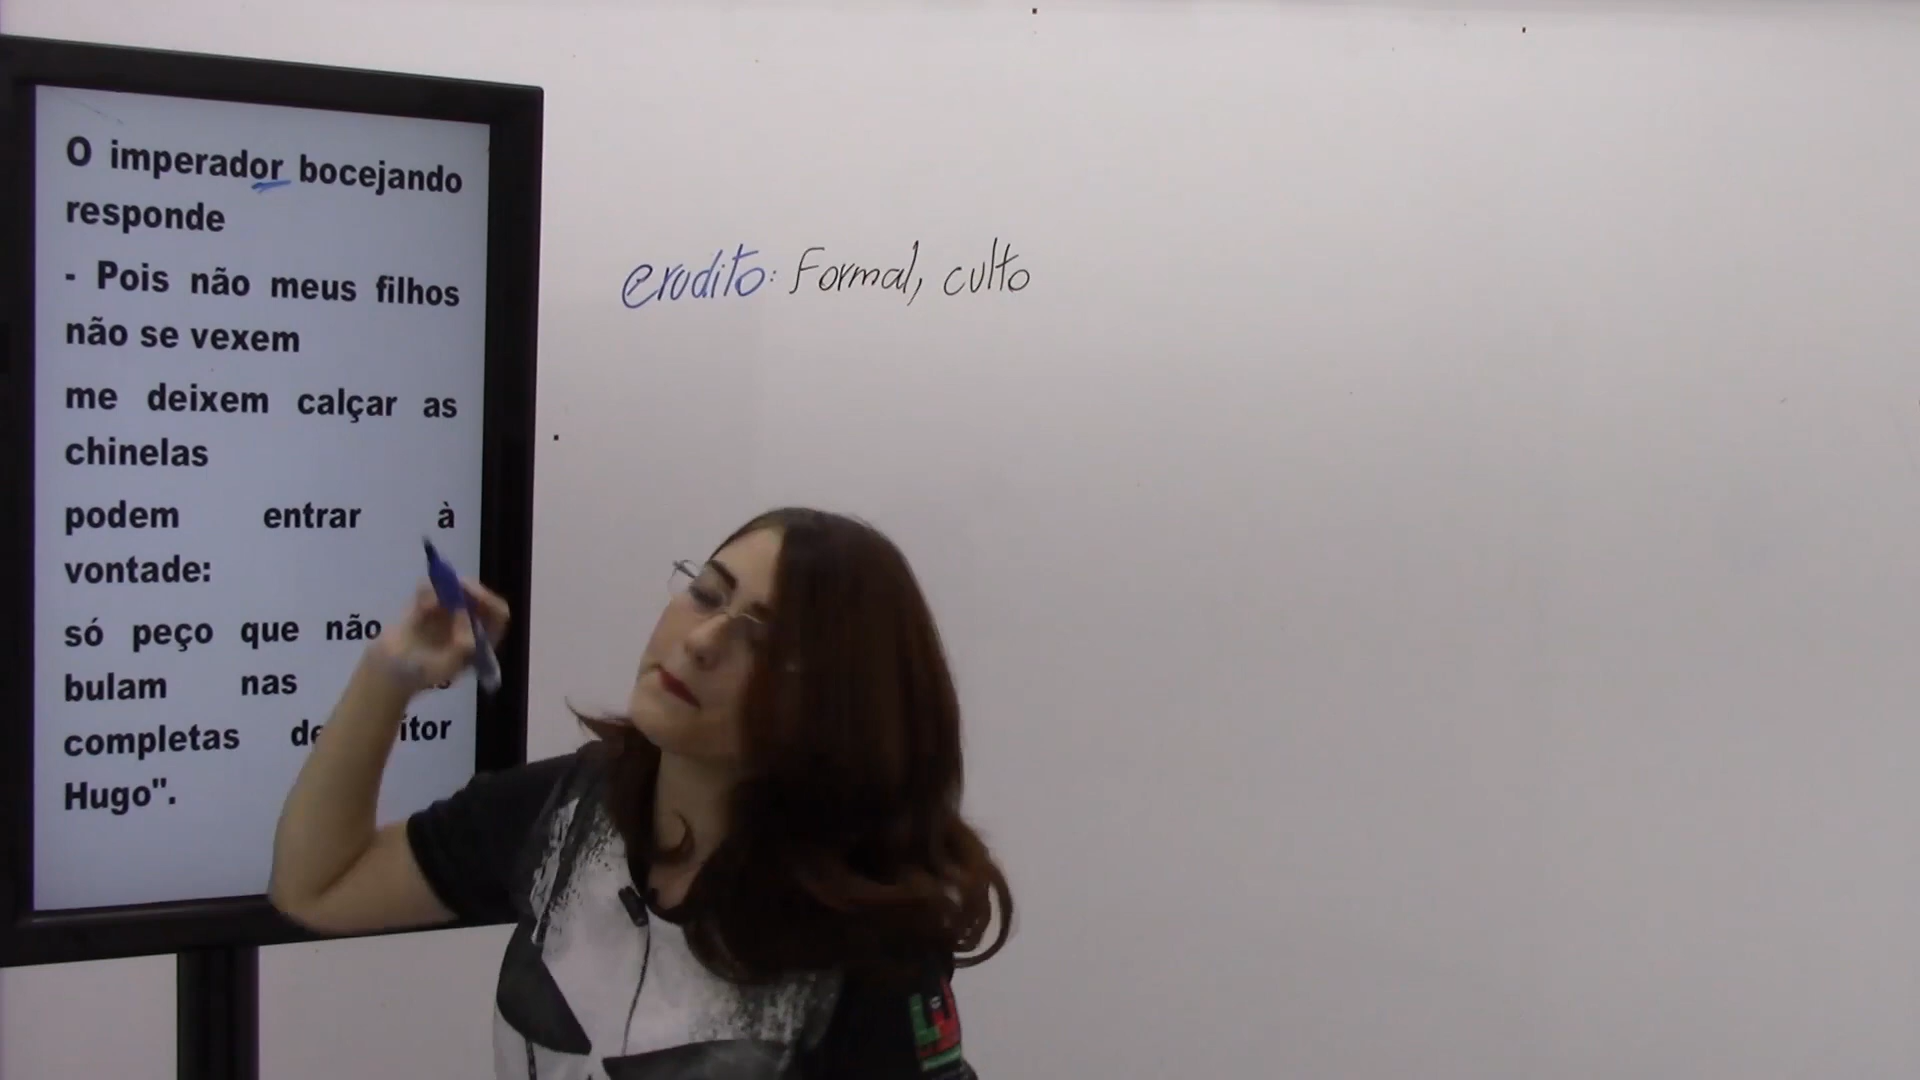 O imperador bocejando
responde
- Pois não meus filhos
não se vexem
me deixem calçar as
chinelas
podem entrar à
vontade:
só peço que não
bulam nas
completas
Hugo".
erudito: Formal, culto